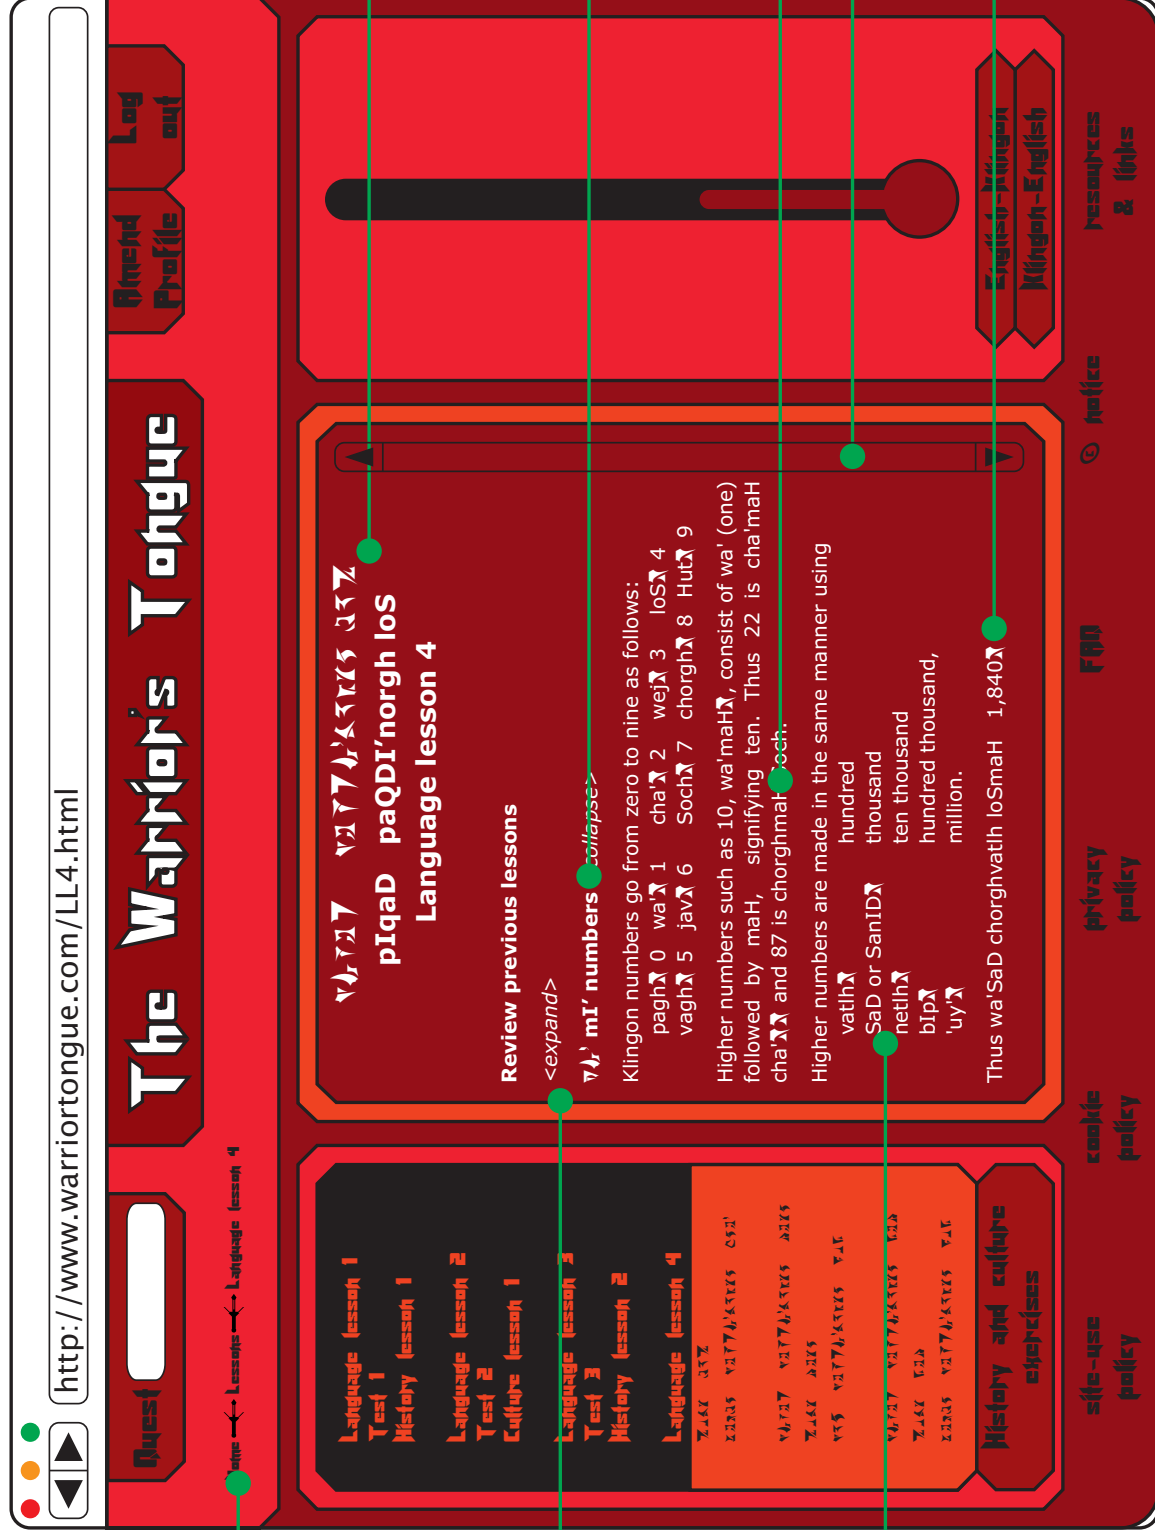 http://www.warriortongue.com/LL4.html
Quest
The Warrior's Tongue
Amend
Profile
Log
out
Home Lessons Language lesson 4
Language lesson 1
Test 1
History lesson 1
Language lesson 2
Test 2
Culture lesson 1
Language lesson 3
Test 3
History lesson 2
Language lesson 4
History and culture
exercises
pIqaD paQDI'norgh loS
Language lesson 4
Review previous lessons
<expand>
mI' numbers <collapse>
Klingon numbers go from zero to nine as follows:
pagh 0 wa' 1 cha' 2 wej 3 loS 4
vagh 5 jav 6 Soch 7 chorgh 8 Hut 9
Higher numbers such as 10, wa'maH, consist of wa' (one)
followed by maH, signifying ten. Thus 22 is cha'maH
cha' and 87 is chorghmaH Soch.
Higher numbers are made in the same manner using
vatlh hundred
SaD or SanID thousand
netlh ten thousand
bIp hundred thousand,
'uy' million.
Thus wa'SaD chorghvatlh loSmaH 1,840
English-Klingon
Klingon-English
site-use
policy
cookie
policy
privacy
policy
FAQ
© notice
resources
& links